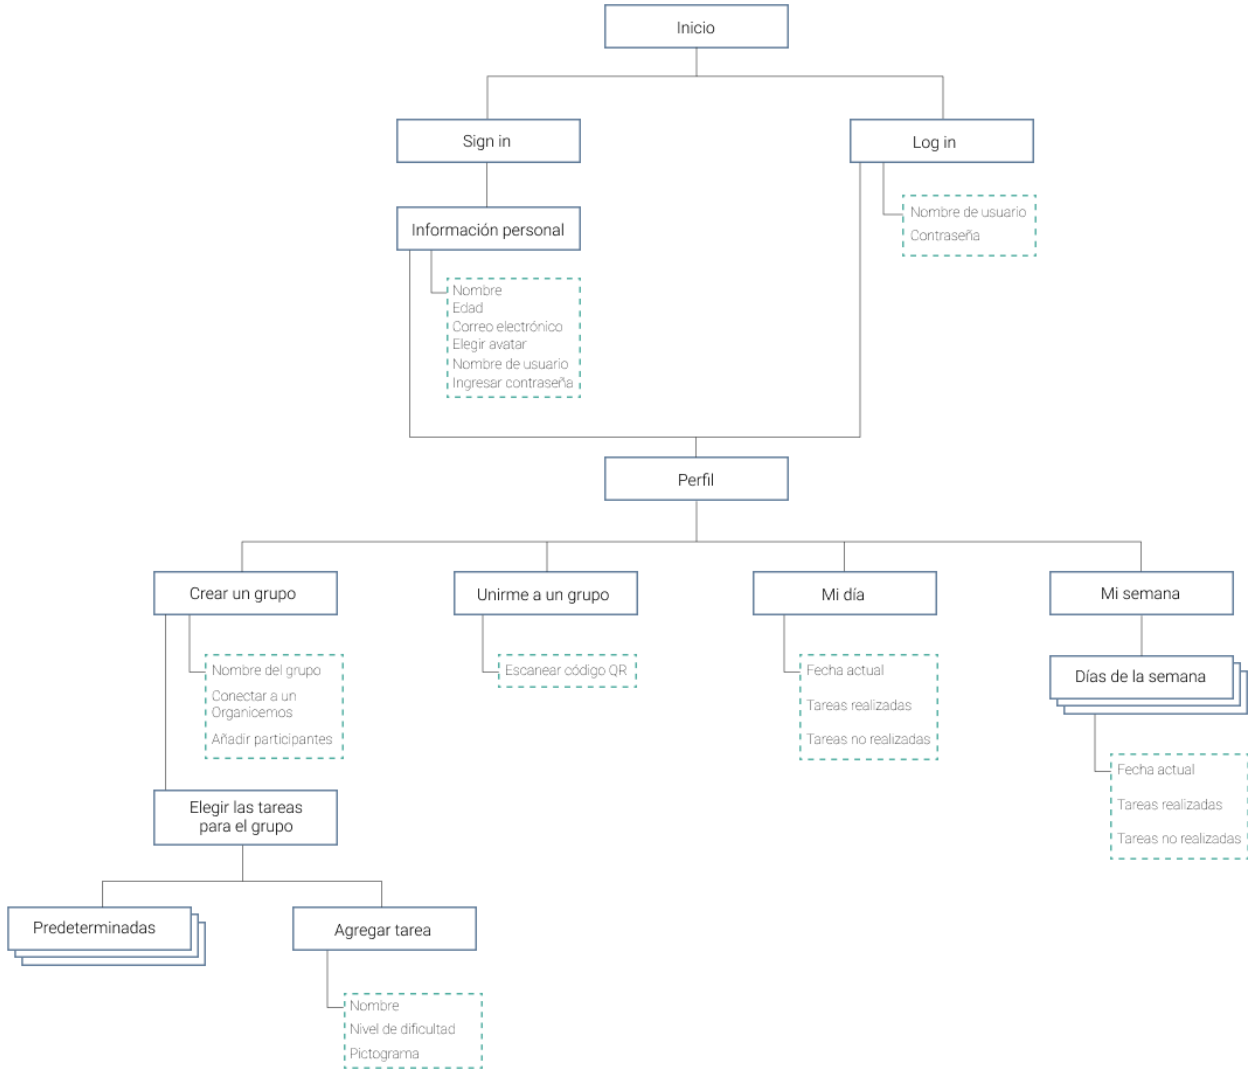 Inicio
Sign in
Log in
Nombre de usuario
Contraseña
Información personal
Nombre
Edad
Correo electrónico
Elegir avatar
Nombre de usuario
Ingresar contraseña
Perfil
Crear un grupo
Unirme a un grupo
Mi día
Mi semana
Nombre del grupo
Conectar a un
Organicemos
Añadir participantes
Escanear código QR
Fecha actual
Tareas realizadas
Tareas no realizadas
Días de la semana
Fecha actual
Tareas realizadas
Tareas no realizadas
Elegir las tareas
para el grupo
Predeterminadas
Agregar tarea
Nombre
Nivel de dificultad
Pictograma